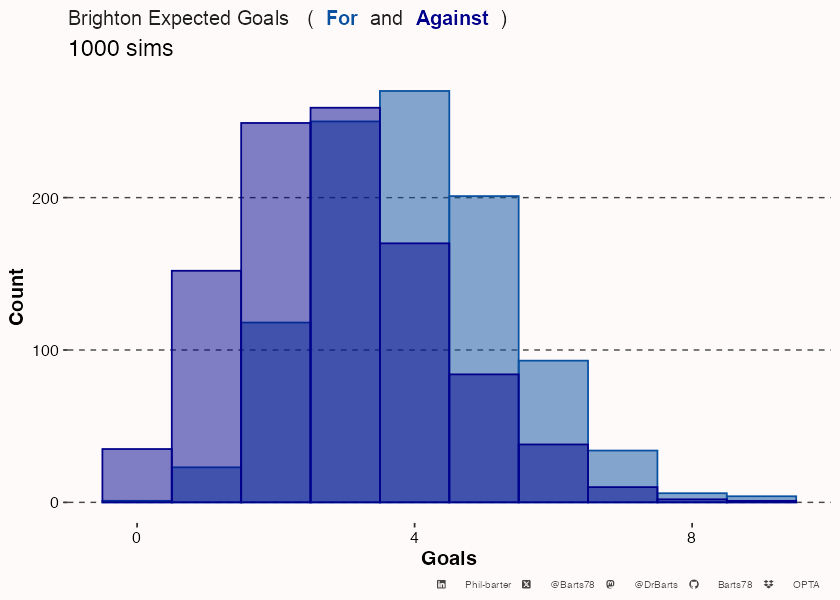 Brighton Expected Goals ( For and Against )
1000 sims
200
100
0
Count
0 4 8
Goals
Phil-barter @Barts78 @DrBarts Barts78 OPTA